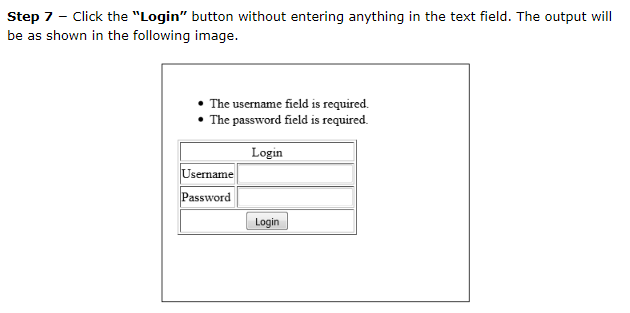 Step 7 – Click the "Login" button without entering anything in the text field. The output will
be as shown in the following image.
• The username field is required.
• The password field is required.
Login
Username
Password
Login